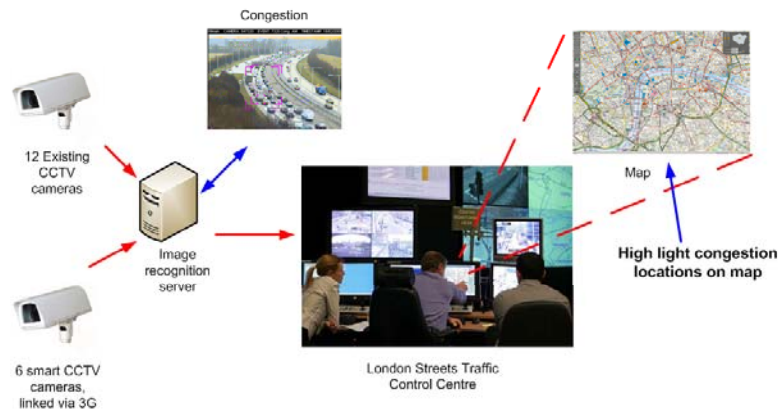 Congestion
12 Existing
CCTV
cameras
Image
recognition
server
Map
High light congestion
locations on map
6 smart CCTV
cameras,
linked via 3G
London Streets Traffic
Control Centre